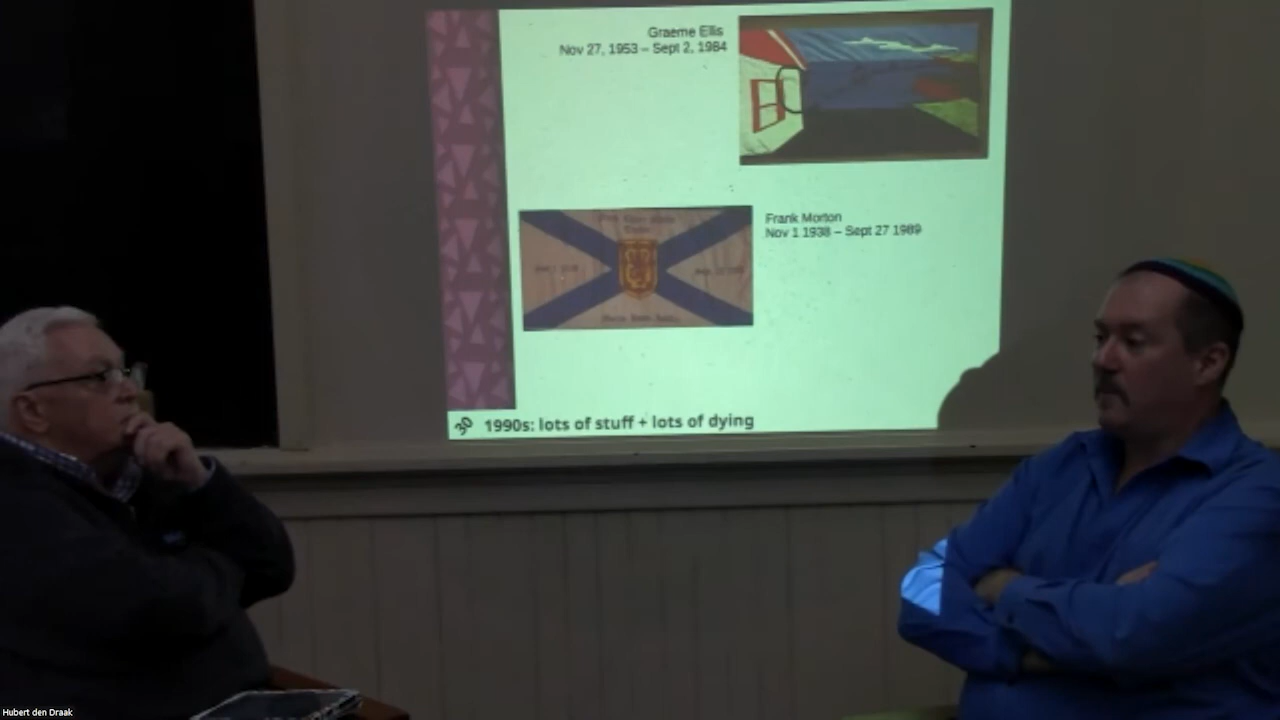 Graeme Ellis
Nov 27, 1953 – Sept 2, 1984
Frank Morton
Nov 1 1938 – Sept 27 1989
1990s: lots of stuff + lots of dying
Hubert den Draak